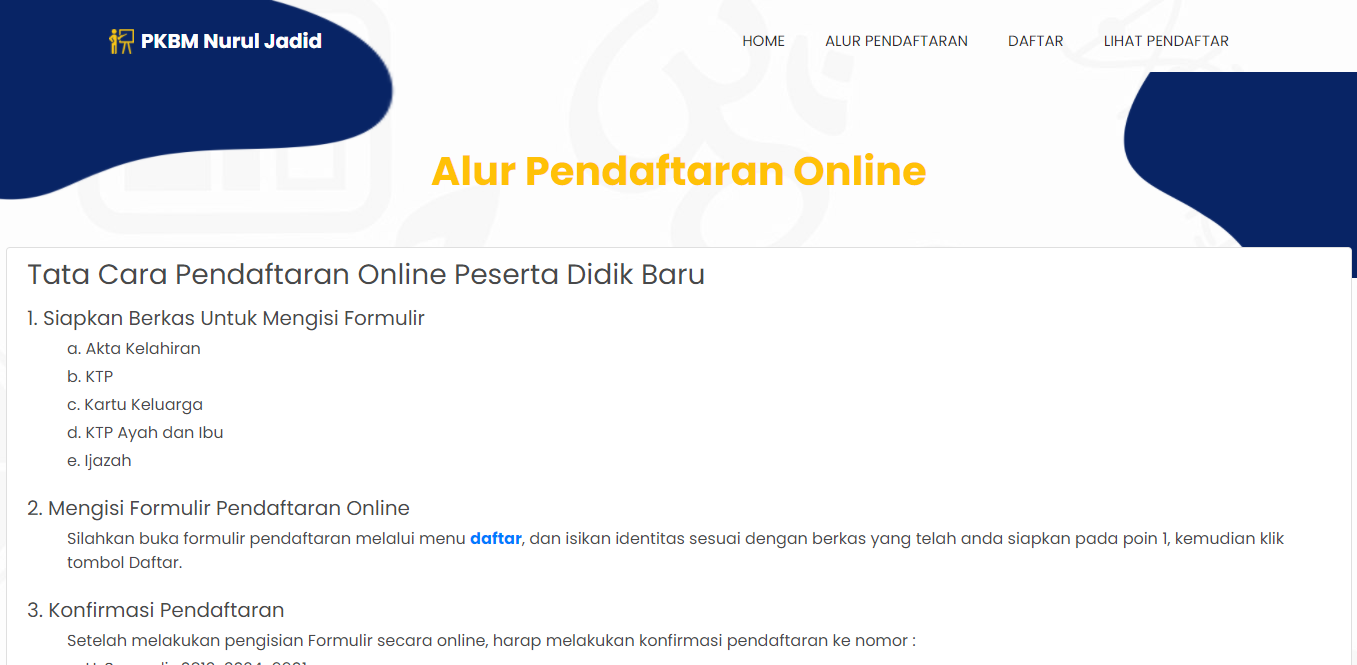 PKBM Nurul Jadid
HOME ALUR PENDAFTARAN DAFTAR LIHAT PENDAFTAR
Alur Pendaftaran Online
Tata Cara Pendaftaran Online Peserta Didik Baru
1. Siapkan Berkas Untuk Mengisi Formulir
a. Akta Kelahiran
b. KTP
c. Kartu Keluarga
d. KTP Ayah dan Ibu
e. Ijazah
2. Mengisi Formulir Pendaftaran Online
Silahkan buka formulir pendaftaran melalui menu daftar, dan isikan identitas sesuai dengan berkas yang telah anda siapkan pada poin 1, kemudian klik
tombol Daftar.
3. Konfirmasi Pendaftaran
Setelah melakukan pengisian Formulir secara online, harap melakukan konfirmasi pendaftaran ke nomor :